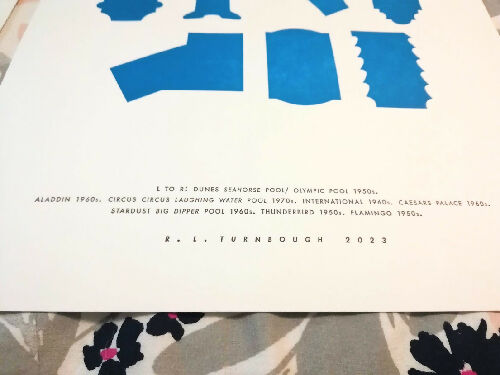 L TO R: DUNES SEAHORSE POOL/ OLYMPIC POOL 1950s.
ALADDIN 1960s. CIRCUS CIRCUS LAUGHING WATER POOL 1970s. INTERNATIONAL 1960s. CAESARS PALACE 1960s.
STARDUST BIG DIPPER POOL 1960s. THUNDERBIRD 1950s. FLAMINGO 1950s.
R. L. TURNBOUGH 2023